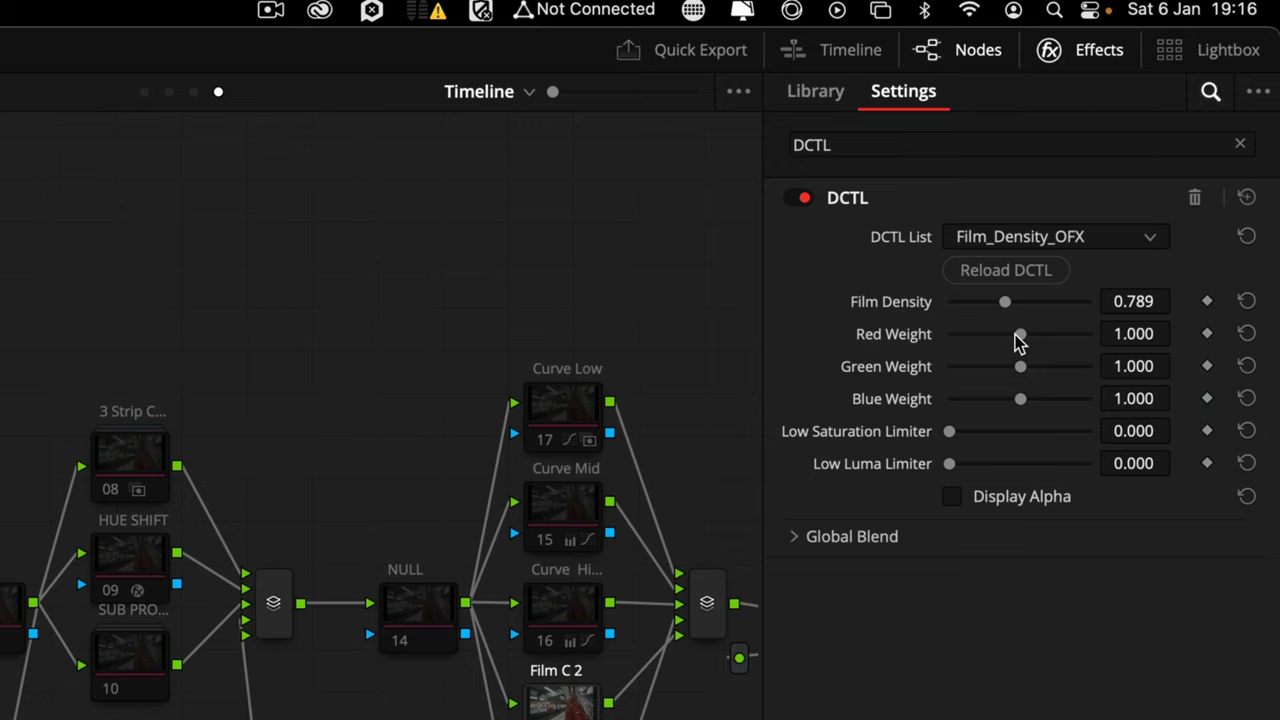 Not Connected
Sat 6 Jan 19:16
Quick Export
Timeline
Nodes
Effects
Lightbox
Timeline
Library
Settings
DCTL
DCTL
DCTL List
Film_Density_OFX
Reload DCTL
Film Density
0.789
Red Weight
1.000
Green Weight
1.000
Blue Weight
1.000
Low Saturation Limiter
0.000
Low Luma Limiter
0.000
Display Alpha
Global Blend
3 Strip C...
08
HUE SHIFT
09
SUB PRO...
10
NULL
14
Curve Low
17
Curve Mid
15
Curve Hi...
16
Film C 2